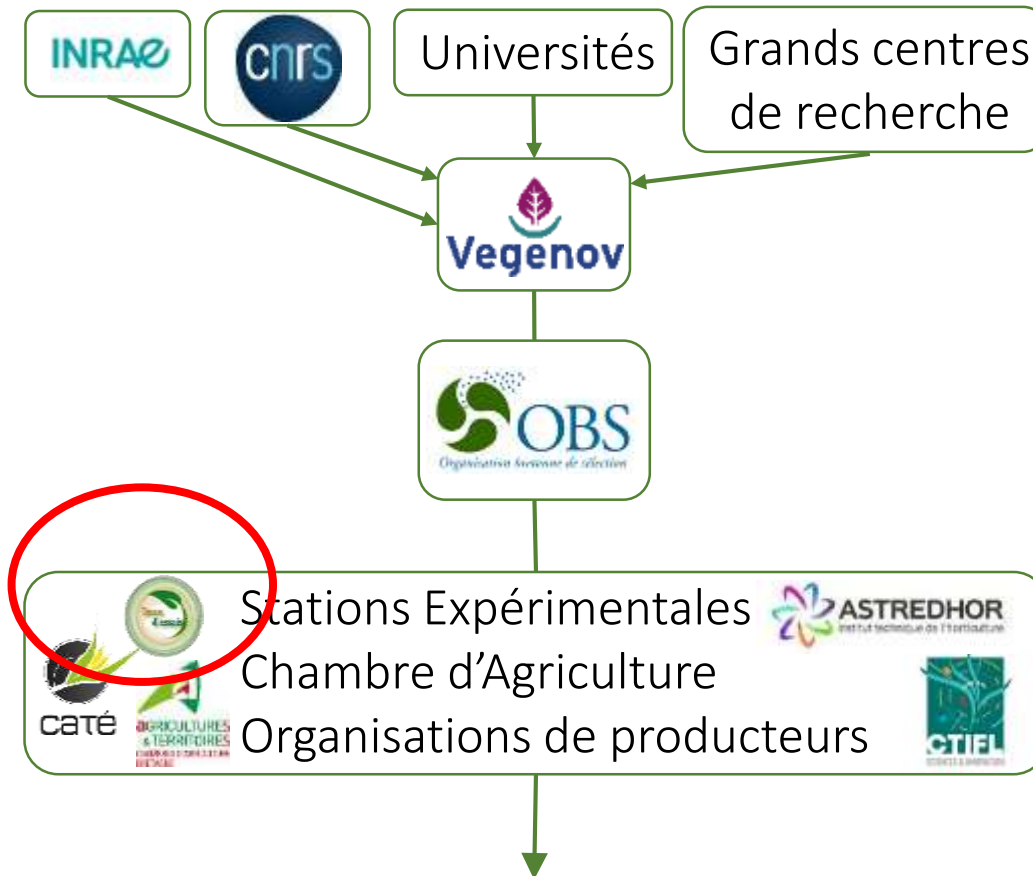 INRAE
cnrs
Universités
Grands centres
de recherche
Vegenov
OBS
Organisation bretonne de sélection
Stations Expérimentales
ASTREDHOR
Institut technique de l'horticulture
Chambre d'Agriculture
caté
AGRICULTURES
& TERRITOIRES
Organisations de producteurs
CTIFL